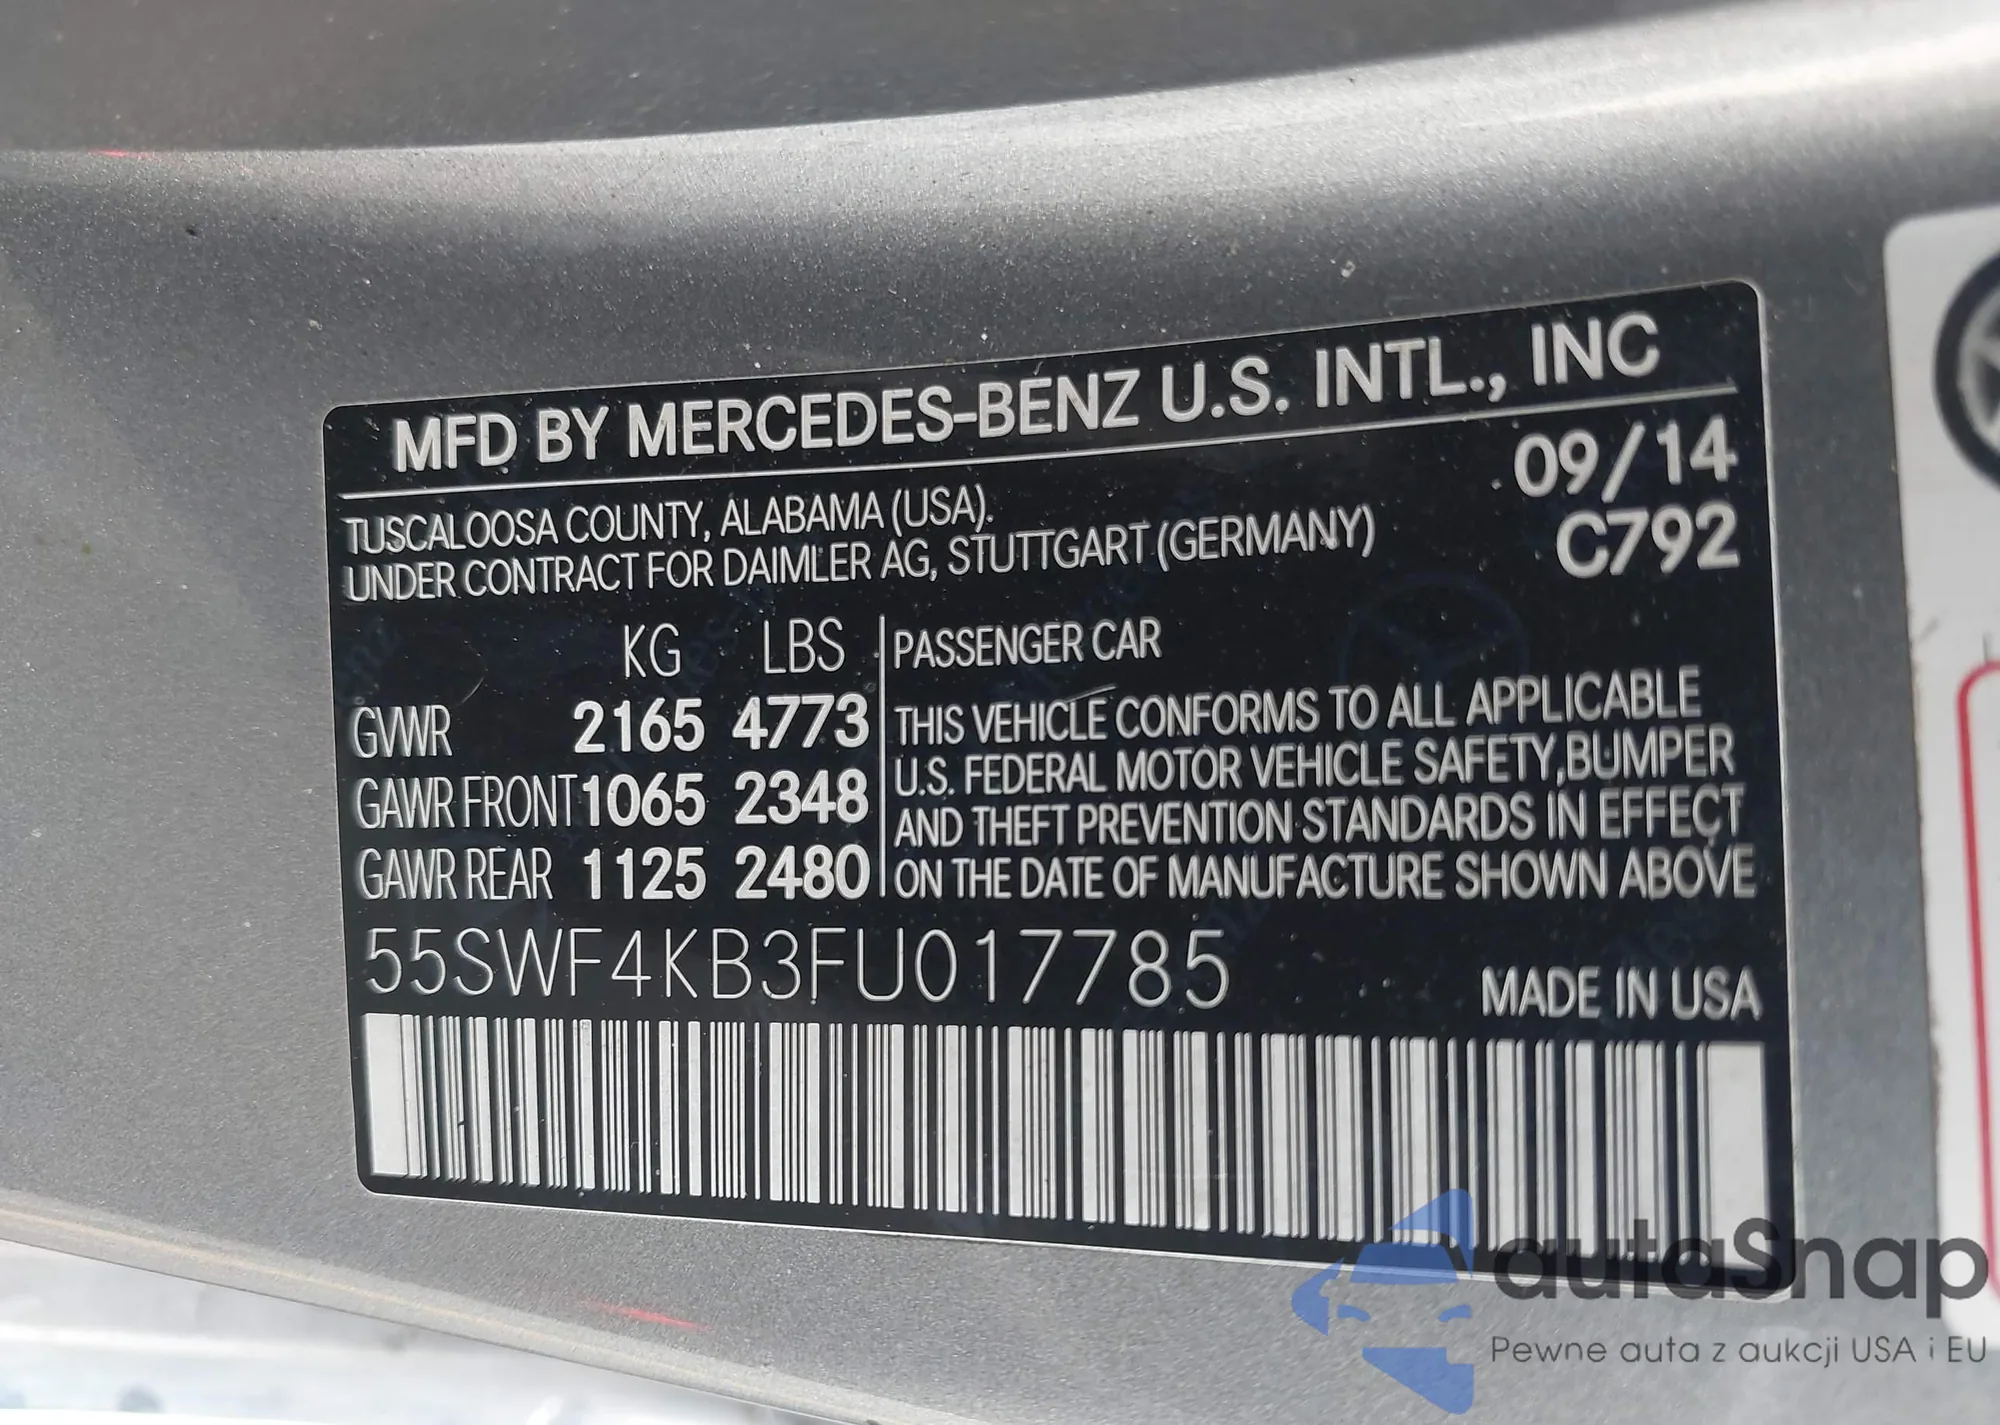 MFD BY MERCEDES-BENZ U.S. INTL., INC
09/14
TUSCALOOSA COUNTY, ALABAMA (USA).
UNDER CONTRACT FOR DAIMLER AG, STUTTGART (GERMANY)
C792
KG LBS
GVWR 2165 4773
GAWR FRONT 1065 2348
GAWR REAR 1125 2480
PASSENGER CAR
THIS VEHICLE CONFORMS TO ALL APPLICABLE
U.S. FEDERAL MOTOR VEHICLE SAFETY,BUMPER
AND THEFT PREVENTION STANDARDS IN EFFECT
ON THE DATE OF MANUFACTURE SHOWN ABOVE
55SWF4KB3FU017785
MADE IN USA
autaSnap
Pewne auta z aukcji USA i EU